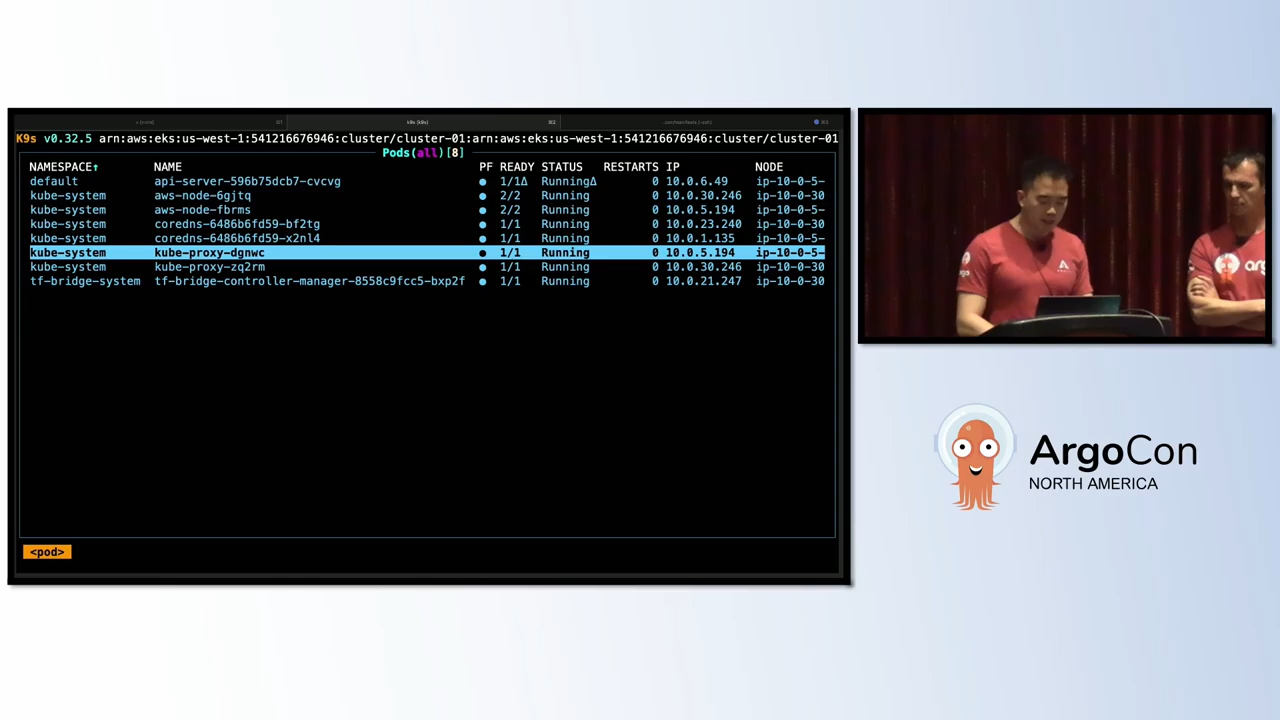 K9s v0.32.5 arn:aws:eks:us-west-1:541216676946:cluster/cluster-01:arn:aws:eks:us-west-1:541216676946:cluster/cluster-01
Pods(all)[8]
NAMESPACE↑ NAME PF READY STATUS RESTARTS IP NODE
default api-server-596b75dcb7-cvcvg ● 1/1Δ RunningΔ 0 10.0.6.49 ip-10-0-5-
kube-system aws-node-6gjtq ● 2/2 Running 0 10.0.30.246 ip-10-0-30
kube-system aws-node-fbrms ● 2/2 Running 0 10.0.5.194 ip-10-0-5-
kube-system coredns-6486b6fd59-bf2tg ● 1/1 Running 0 10.0.23.240 ip-10-0-30
kube-system coredns-6486b6fd59-x2nl4 ● 1/1 Running 0 10.0.1.135 ip-10-0-5-
kube-system kube-proxy-dgnwc ● 1/1 Running 0 10.0.5.194 ip-10-0-5-
kube-system kube-proxy-zq2rm ● 1/1 Running 0 10.0.30.246 ip-10-0-30
tf-bridge-system tf-bridge-controller-manager-8558c9fcc5-bxp2f ● 1/1 Running 0 10.0.21.247 ip-10-0-30
<pod>
ArgoCon
NORTH AMERICA